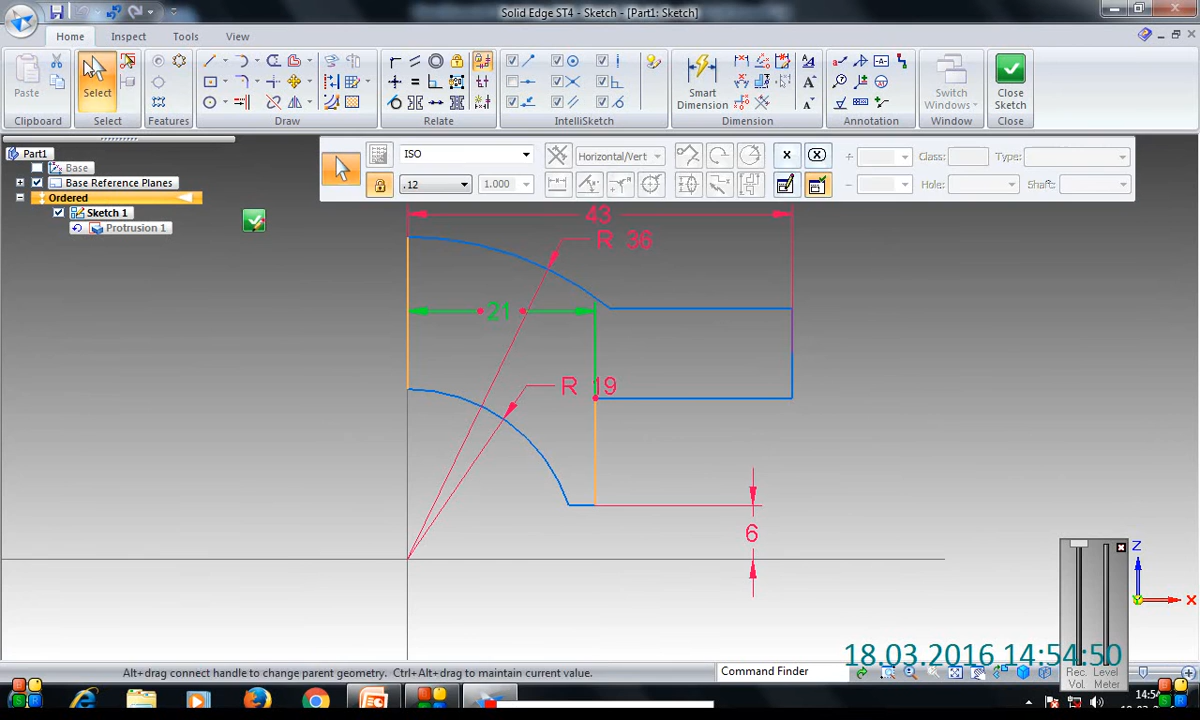 Solid Edge ST4 - Sketch - [Part1: Sketch]
Home Inspect Tools View
Paste
Select
Smart Dimension
Switch Windows
Close Sketch
Clipboard Select Features Draw Relate IntelliSketch Dimension Annotation Window Close
ISO Horizontal/Vert Class: Type:
.12 1.000 Hole: Shaft:
Part1
Base
Base Reference Planes
Ordered
Sketch 1
Protrusion 1
43
R 36
21
R 19
6
Z
X
18.03.2016 14:54:50
Alt+drag connect handle to change parent geometry. Ctrl+Alt+drag to maintain current value.
Command Finder
Rec. Level
Vol. Meter